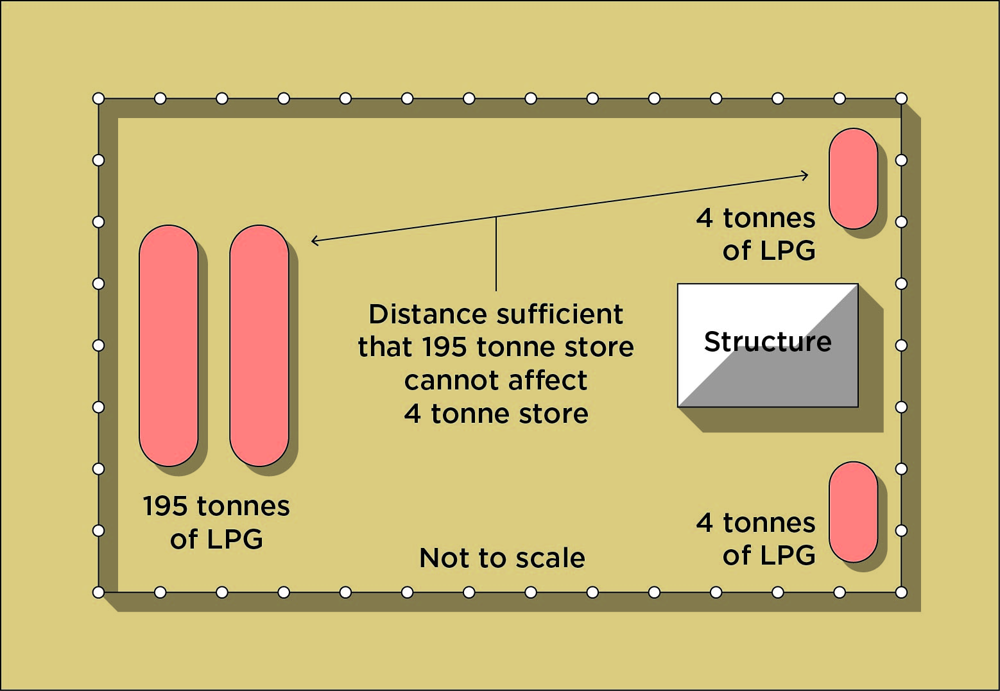 4 tonnes
of LPG
Distance sufficient
that 195 tonne store
cannot affect
4 tonne store
Structure
195 tonnes
of LPG
4 tonnes
of LPG
Not to scale